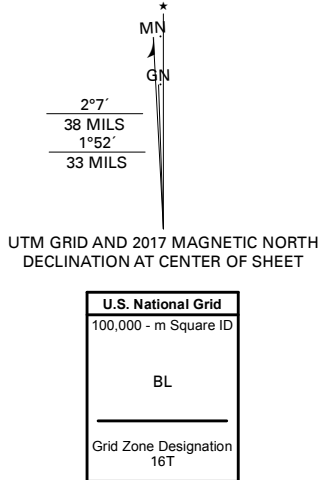 MN
GN
2°7´
38 MILS
1°52´
33 MILS
UTM GRID AND 2017 MAGNETIC NORTH
DECLINATION AT CENTER OF SHEET
U.S. National Grid
100,000 - m Square ID
BL
Grid Zone Designation
16T